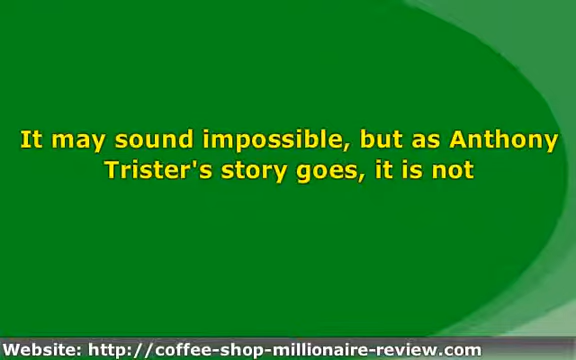 It may sound impossible, but as Anthony
Trister's story goes, it is not
Website: http://coffee-shop-millionaire-review.com